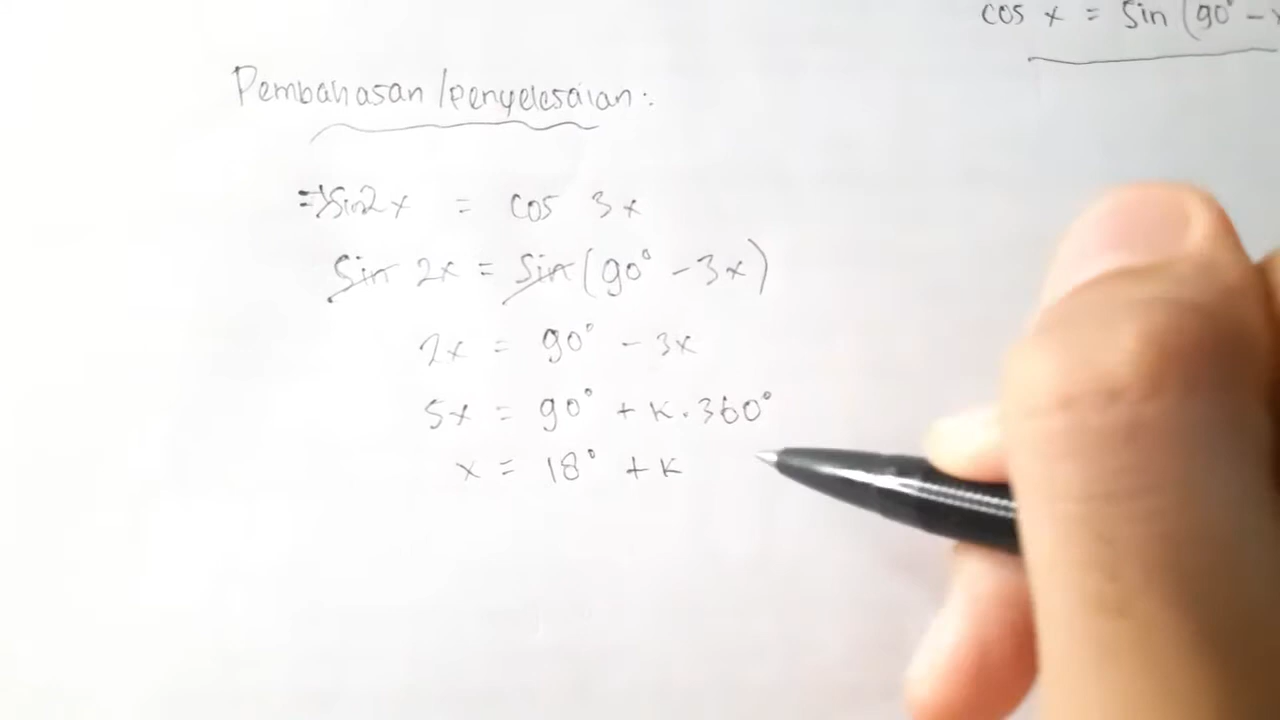 cos x = sin (90° -
Pembahasan/penyelesaian:
=> sin 2x = cos 3x
sin 2x = sin (90° - 3x)
2x = 90° - 3x
5x = 90° + k. 360°
x = 18° + k